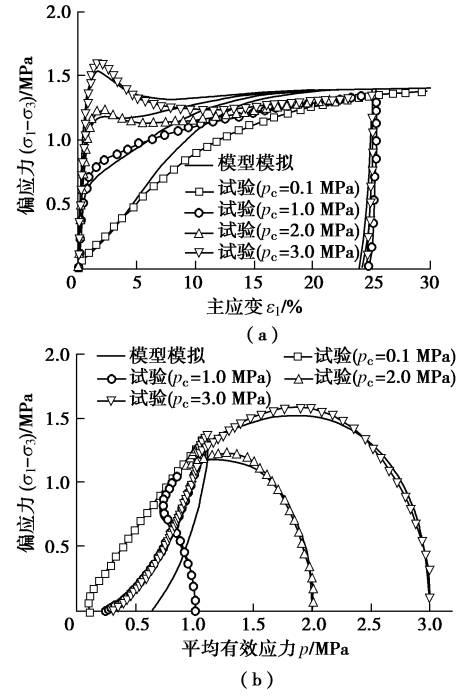 (a)
2.0
1.5
1.0
0.5
0
5
10
15
20
25
30
偏应力 (σ₁−σ₃)/MPa
模型模拟
试验(pc=0.1 MPa)
试验(pc=1.0 MPa)
试验(pc=2.0 MPa)
试验(pc=3.0 MPa)
主应变 ε₁/%
(a)
2.0
1.5
1.0
0.5
0
0.5
1.0
1.5
2.0
2.5
3.0
偏应力 (σ₁−σ₃)/MPa
模型模拟
试验(pc=0.1 MPa)
试验(pc=1.0 MPa)
试验(pc=2.0 MPa)
试验(pc=3.0 MPa)
平均有效应力 p/MPa
(b)